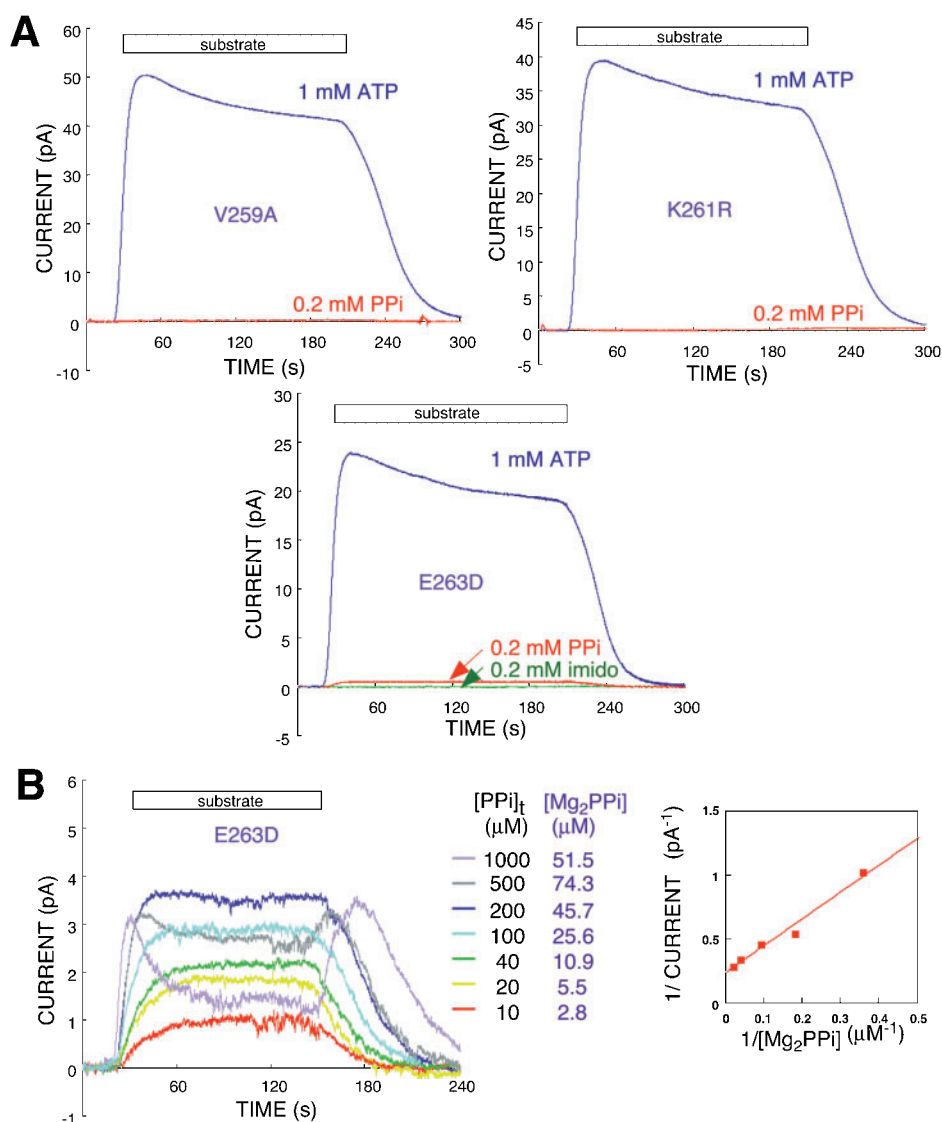 A
60
50
40
30
20
10
0
-10
CURRENT (pA)
substrate
1 mM ATP
V259A
0.2 mM PPi
60 120 180 240 300
TIME (s)
45
40
35
30
25
20
15
10
5
0
-5
CURRENT (pA)
substrate
1 mM ATP
K261R
0.2 mM PPi
60 120 180 240 300
TIME (s)
30
25
20
15
10
5
0
-5
CURRENT (pA)
substrate
1 mM ATP
E263D
0.2 mM PPi
0.2 mM imido
60 120 180 240 300
TIME (s)
B
6
5
4
3
2
1
0
-1
CURRENT (pA)
substrate
E263D
60 120 180 240
TIME (s)
[PPi]t [Mg2PPi]
(μM) (μM)
1000 51.5
500 74.3
200 45.7
100 25.6
40 10.9
20 5.5
10 2.8
1.5
1
0.5
0
1/ CURRENT (pA-1)
0 0.1 0.2 0.3 0.4 0.5
1/[Mg2PPi] (μM-1)